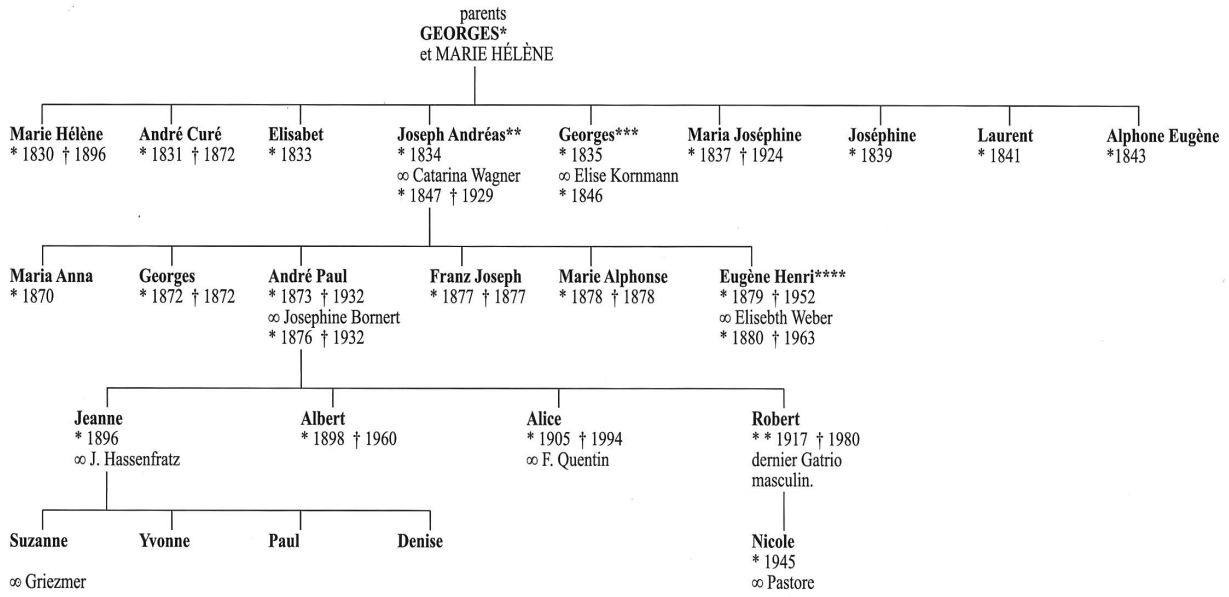 parents
GEORGES*
et MARIE HÉLÈNE
Marie Hélène
* 1830 † 1896
André Curé
* 1831 † 1872
Elisabet
* 1833
Joseph Andréas**
* 1834
∞ Catarina Wagner
* 1847 † 1929
Georges***
* 1835
∞ Elise Kornmann
* 1846
Maria Joséphine
* 1837 † 1924
Joséphine
* 1839
Laurent
* 1841
Alphone Eugène
*1843
Maria Anna
* 1870
Georges
* 1872 † 1872
André Paul
* 1873 † 1932
∞ Josephine Bornert
* 1876 † 1932
Franz Joseph
* 1877 † 1877
Marie Alphonse
* 1878 † 1878
Eugène Henri****
* 1879 † 1952
∞ Elisebth Weber
* 1880 † 1963
Jeanne
* 1896
∞ J. Hassenfratz
Albert
* 1898 † 1960
Alice
* 1905 † 1994
∞ F. Quentin
Robert
* * 1917 † 1980
dernier Gatrio
masculin.
Suzanne
∞ Griezmer
Yvonne
Paul
Denise
Nicole
* 1945
∞ Pastore